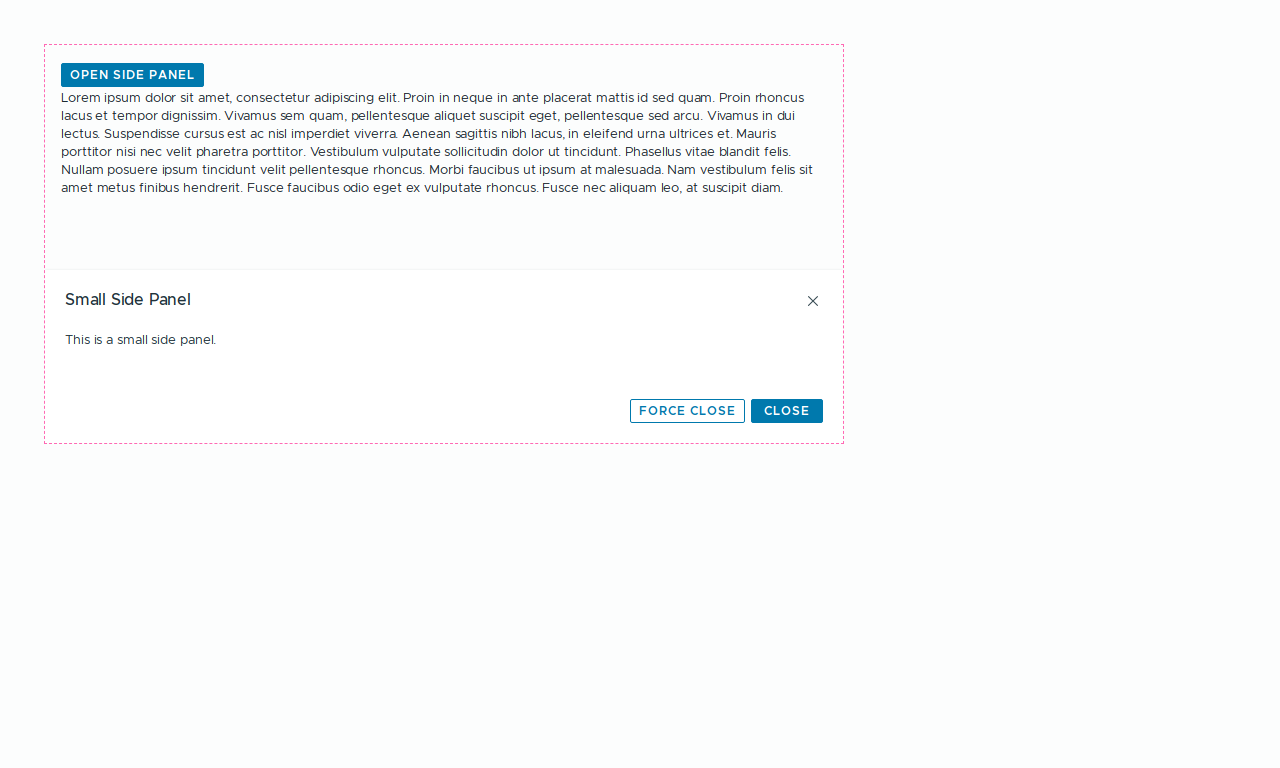 OPEN SIDE PANEL
Lorem ipsum dolor sit amet, consectetur adipiscing elit. Proin in neque in ante placerat mattis id sed quam. Proin rhoncus
lacus et tempor dignissim. Vivamus sem quam, pellentesque aliquet suscipit eget, pellentesque sed arcu. Vivamus in dui
lectus. Suspendisse cursus est ac nisl imperdiet viverra. Aenean sagittis nibh lacus, in eleifend urna ultrices et. Mauris
porttitor nisi nec velit pharetra porttitor. Vestibulum vulputate sollicitudin dolor ut tincidunt. Phasellus vitae blandit felis.
Nullam posuere ipsum tincidunt velit pellentesque rhoncus. Morbi faucibus ut ipsum at malesuada. Nam vestibulum felis sit
amet metus finibus hendrerit. Fusce faucibus odio eget ex vulputate rhoncus. Fusce nec aliquam leo, at suscipit diam.
Small Side Panel
This is a small side panel.
FORCE CLOSE
CLOSE